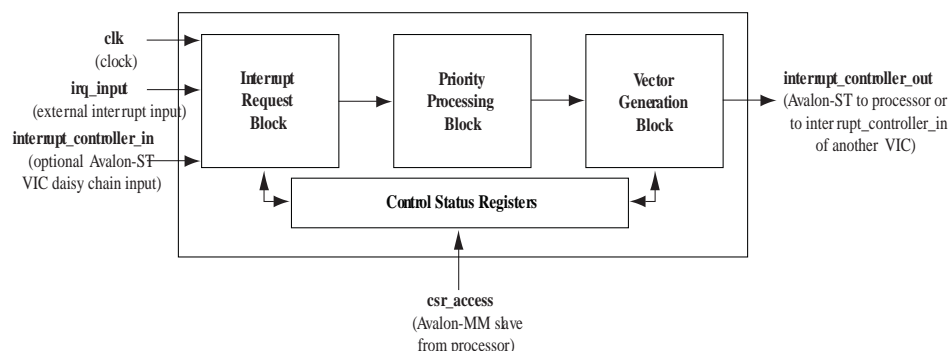 clk
(clock)
irq_input
(external interrupt input)
interrupt_controller_in
(optional Avalon-ST
VIC daisy chain input)
Interrupt
Request
Block
Priority
Processing
Block
Vector
Generation
Block
Control Status Registers
interrupt_controller_out
(Avalon-ST to processor or
to interrupt_controller_in
of another VIC)
csr_access
(Avalon-MM slave
from processor)